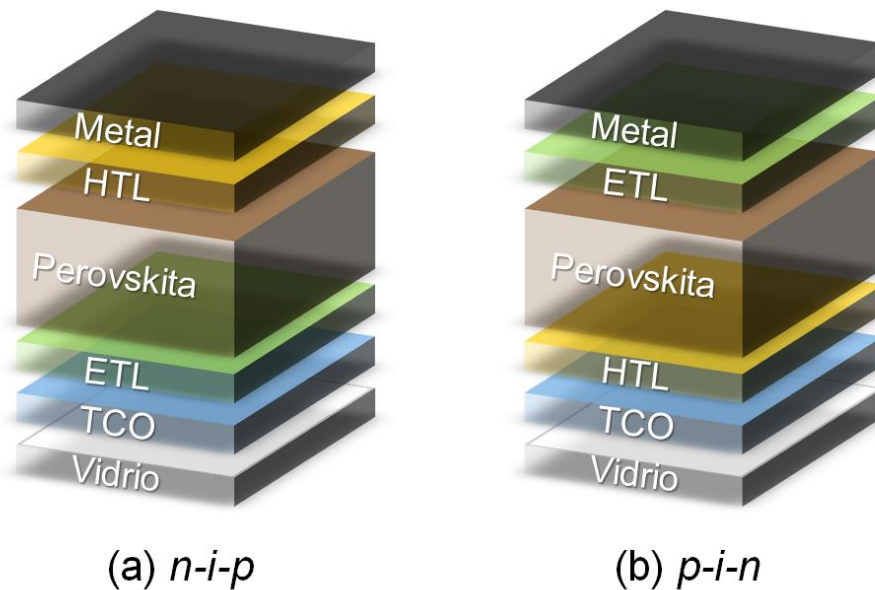 Metal
HTL
Perovskita
ETL
TCO
Vidrio
(a) n-i-p
Metal
ETL
Perovskita
HTL
TCO
Vidrio
(b) p-i-n